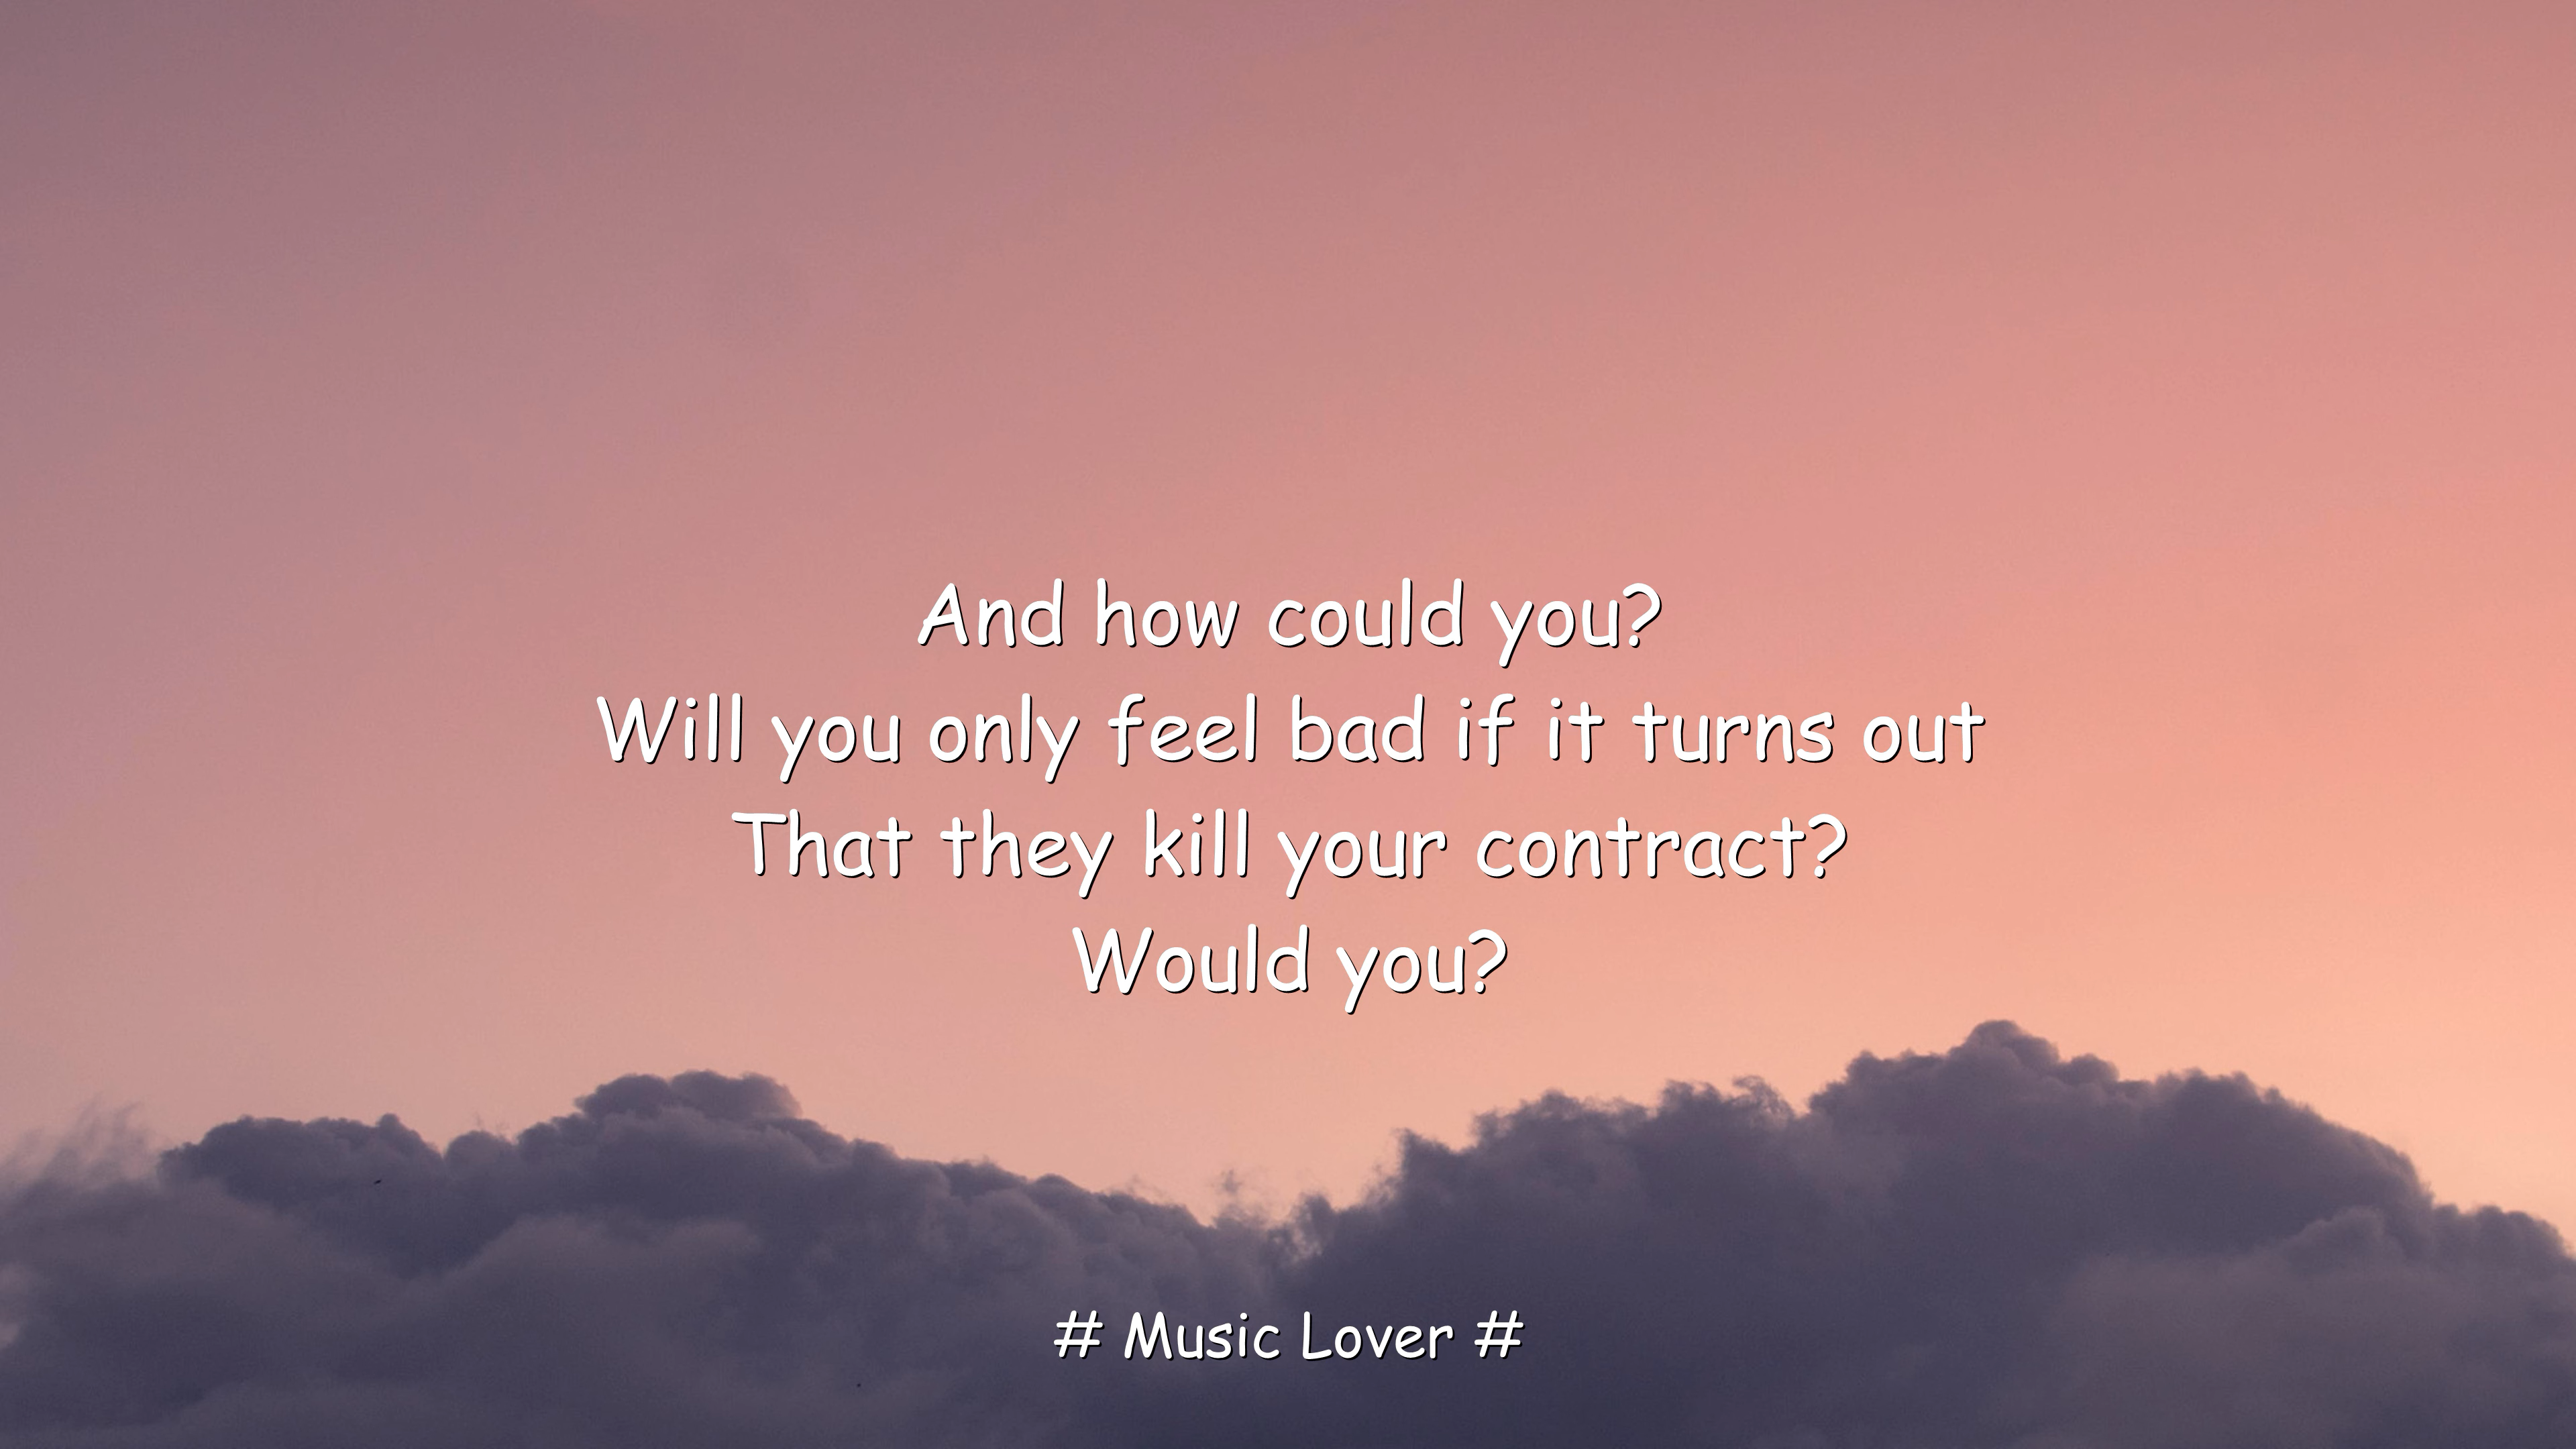 And how could you?
Will you only feel bad if it turns out
That they kill your contract?
Would you?
# Music Lover #